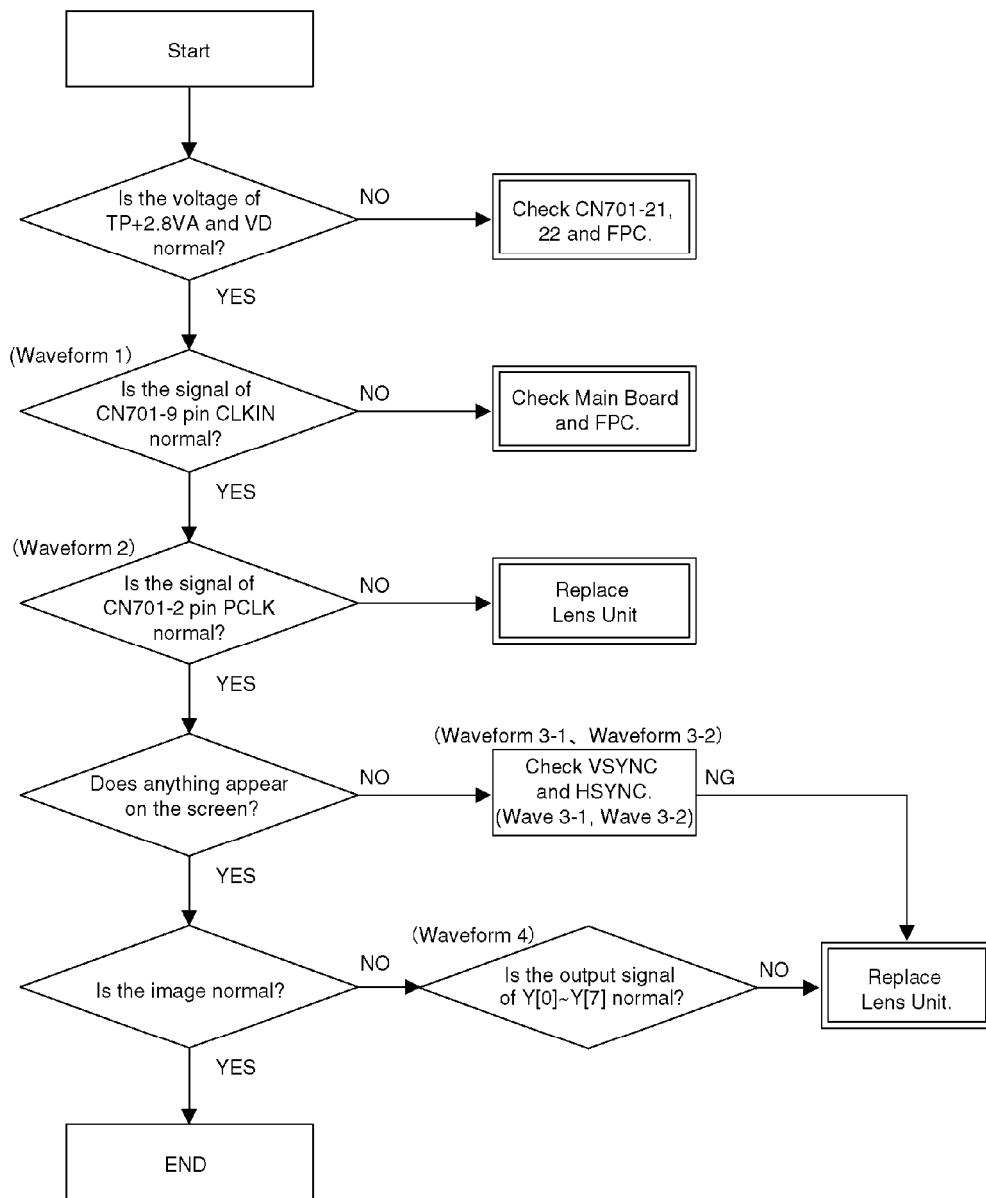 Start
Is the voltage of
TP+2.8VA and VD
normal?
NO
Check CN701-21,
22 and FPC.
YES
(Waveform 1)
Is the signal of
CN701-9 pin CLKIN
normal?
NO
Check Main Board
and FPC.
YES
(Waveform 2)
Is the signal of
CN701-2 pin PCLK
normal?
NO
Replace
Lens Unit
YES
(Waveform 3-1、Waveform 3-2)
Does anything appear
on the screen?
NO
Check VSYNC
and HSYNC.
(Wave 3-1, Wave 3-2)
NG
YES
(Waveform 4)
Is the image normal?
NO
Is the output signal
of Y[0]~Y[7] normal?
NO
Replace
Lens Unit.
YES
END